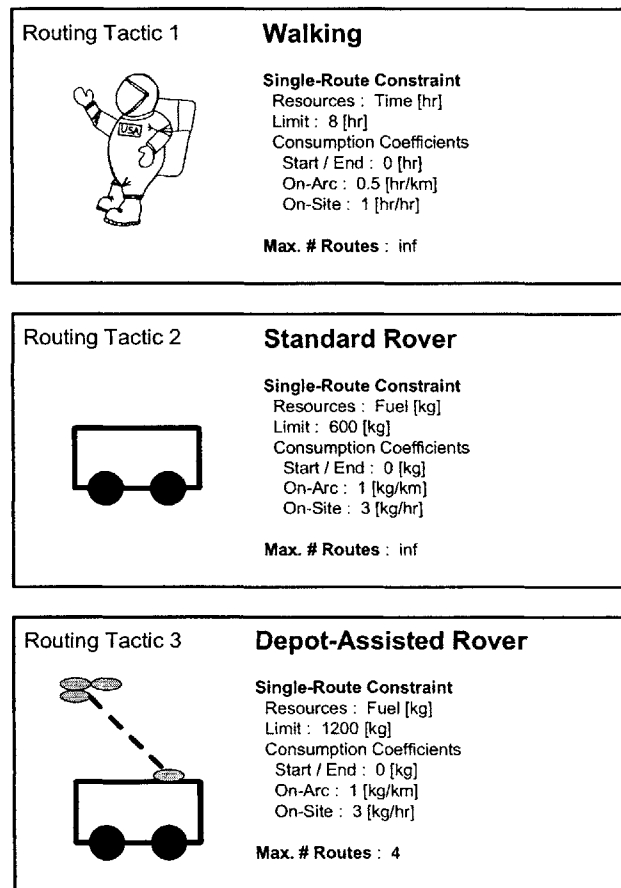 Routing Tactic 1
Walking
USA
Single-Route Constraint
Resources : Time [hr]
Limit : 8 [hr]
Consumption Coefficients
Start / End : 0 [hr]
On-Arc : 0.5 [hr/km]
On-Site : 1 [hr/hr]
Max. # Routes : inf
Routing Tactic 2
Standard Rover
Single-Route Constraint
Resources : Fuel [kg]
Limit : 600 [kg]
Consumption Coefficients
Start / End : 0 [kg]
On-Arc : 1 [kg/km]
On-Site : 3 [kg/hr]
Max. # Routes : inf
Routing Tactic 3
Depot-Assisted Rover
Single-Route Constraint
Resources : Fuel [kg]
Limit : 1200 [kg]
Consumption Coefficients
Start / End : 0 [kg]
On-Arc : 1 [kg/km]
On-Site : 3 [kg/hr]
Max. # Routes : 4